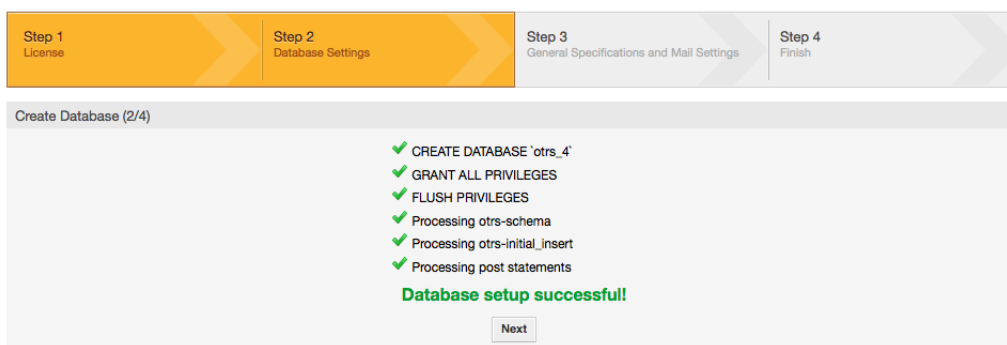 Step 1
License
Step 2
Database Settings
Step 3
General Specifications and Mail Settings
Step 4
Finish
Create Database (2/4)
CREATE DATABASE `otrs_4`
GRANT ALL PRIVILEGES
FLUSH PRIVILEGES
Processing otrs-schema
Processing otrs-initial_insert
Processing post statements
Database setup successful!
Next